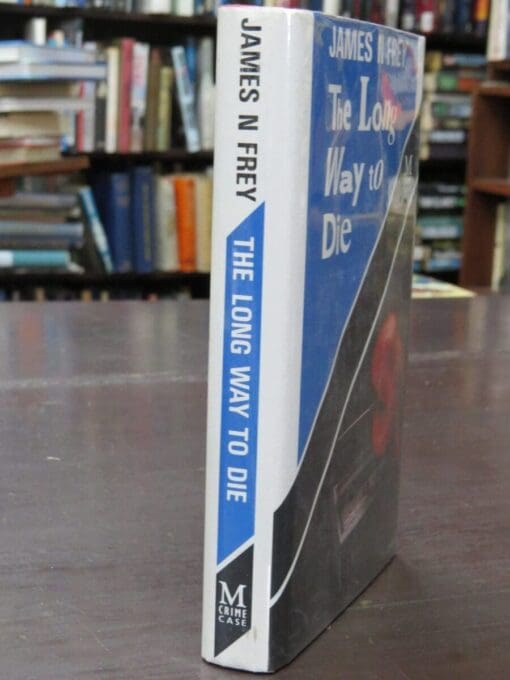 JAMES N FREY
THE LONG WAY TO DIE
M
CRIME
CASE
JAMES N FREY
The Long
Way to
Die
M